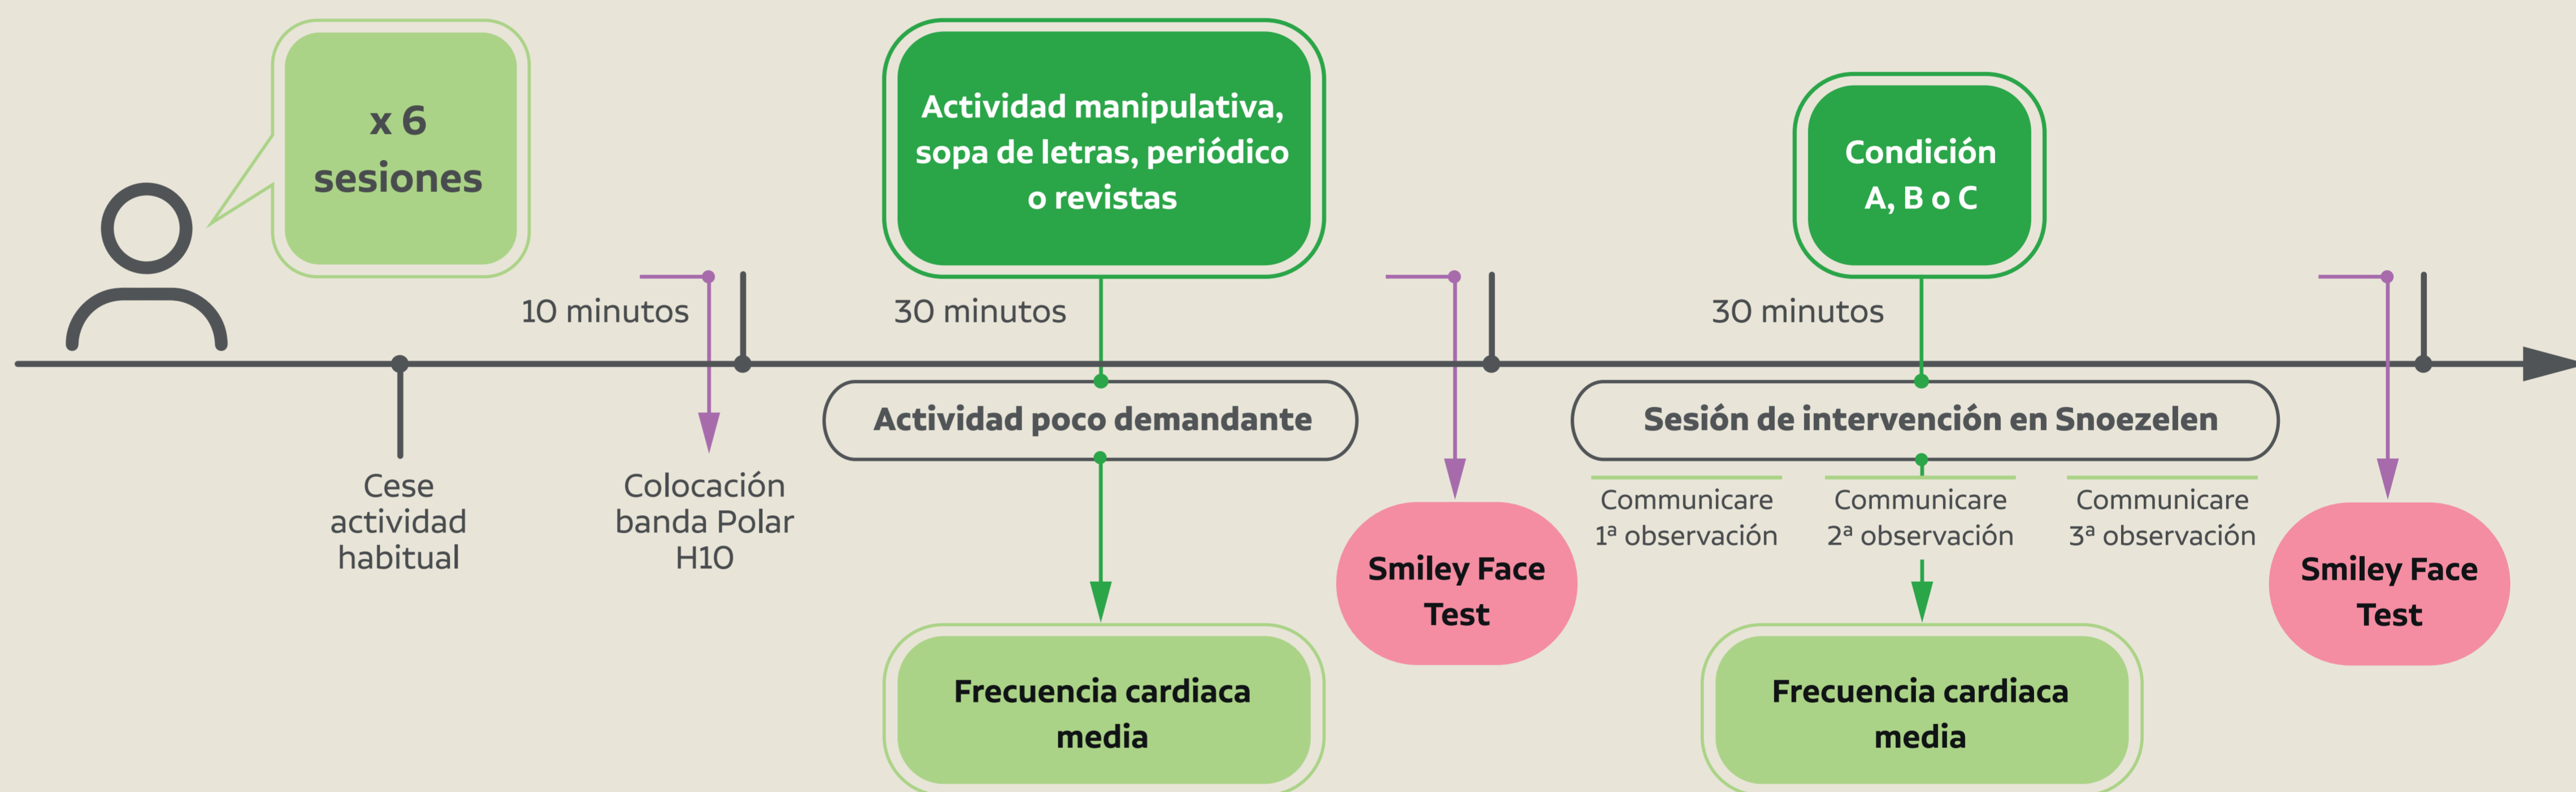 x 6
sesiones
Actividad manipulativa,
sopa de letras, periódico
o revistas
Condición
A, B o C
10 minutos
30 minutos
30 minutos
Actividad poco demandante
Sesión de intervención en Snoezelen
Cese
actividad
habitual
Colocación
banda Polar
H10
Communicare
1ª observación
Communicare
2ª observación
Communicare
3ª observación
Smiley Face
Test
Smiley Face
Test
Frecuencia cardiaca
media
Frecuencia cardiaca
media